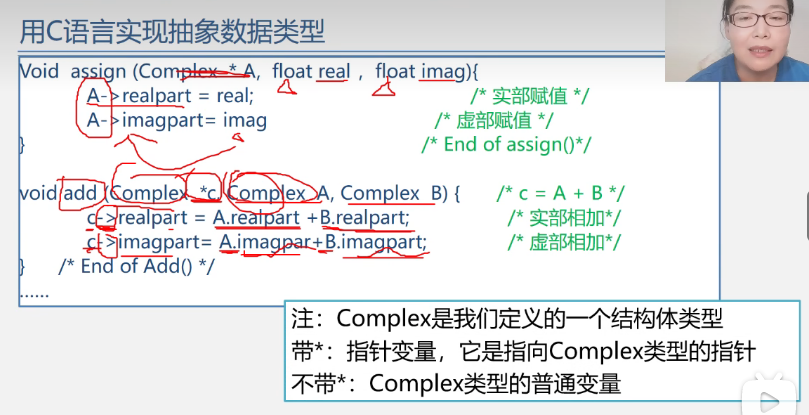 用C语言实现抽象数据类型
Void assign (Complex * A, float real , float imag){
A->realpart = real; /* 实部赋值 */
A->imagpart= imag /* 虚部赋值 */
} /* End of assign()*/
void add (Complex *c, Complex A, Complex B) { /* c = A + B */
c->realpart = A.realpart +B.realpart; /* 实部相加*/
c->imagpart= A.imagpar+B.imagpart; /* 虚部相加*/
} /* End of Add() */
......
注：Complex是我们定义的一个结构体类型
带*：指针变量，它是指向Complex类型的指针
不带*：Complex类型的普通变量